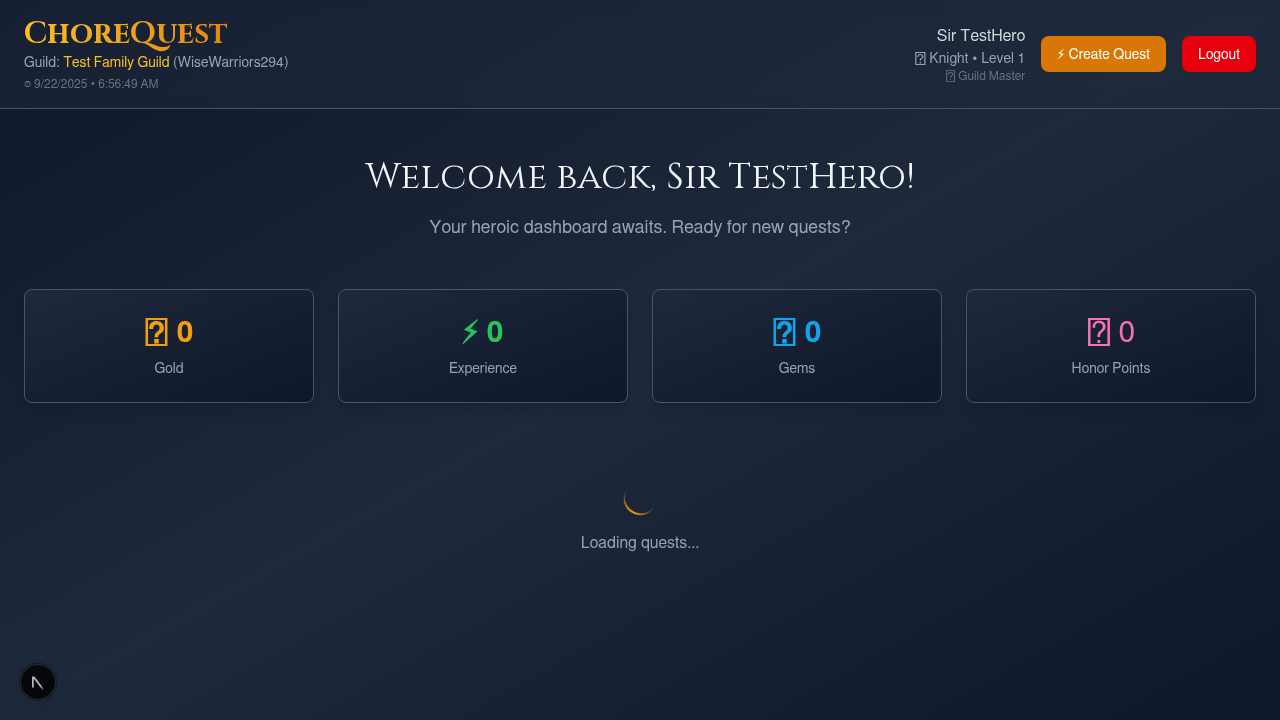 ChoreQuest
Guild: Test Family Guild (WiseWarriors294)
9/22/2025 • 6:56:49 AM
Sir TestHero
Knight • Level 1
Guild Master
⚡ Create Quest
Logout
Welcome back, Sir TestHero!
Your heroic dashboard awaits. Ready for new quests?
0
Gold
⚡ 0
Experience
0
Gems
0
Honor Points
Loading quests...